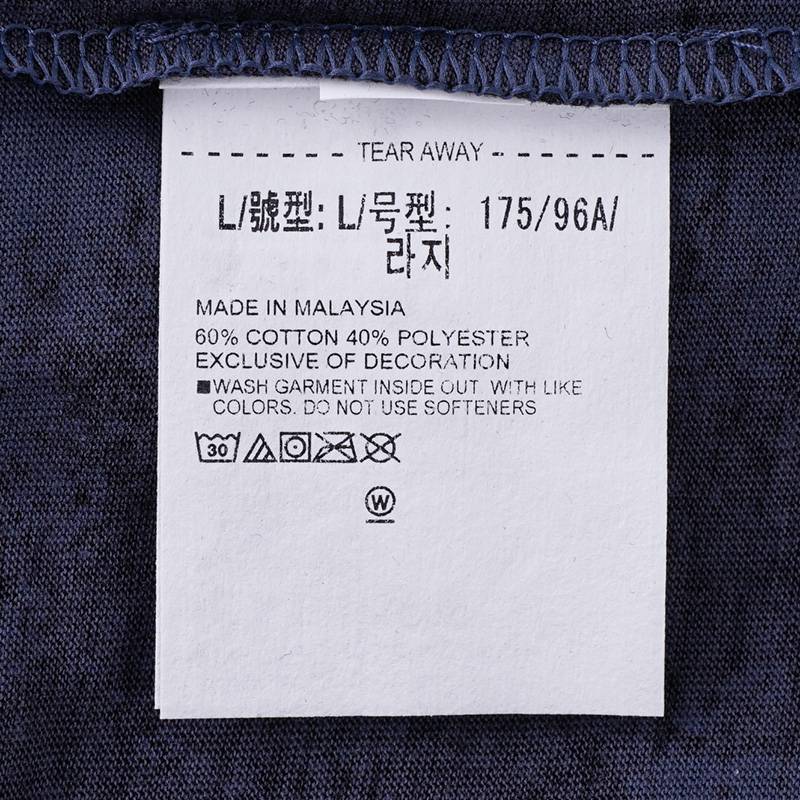 TEAR AWAY
L/號型: L/号型: 175/96A/
라지
MADE IN MALAYSIA
60% COTTON 40% POLYESTER
EXCLUSIVE OF DECORATION
■WASH GARMENT INSIDE OUT. WITH LIKE
COLORS. DO NOT USE SOFTENERS
30
W